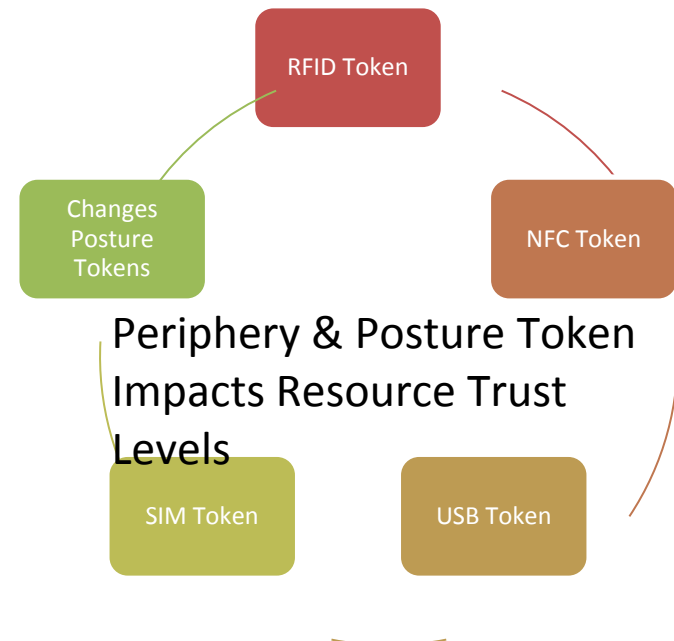 RFID Token
Changes
Posture
Tokens
NFC Token
Periphery & Posture Token
Impacts Resource Trust
Levels
SIM Token
USB Token